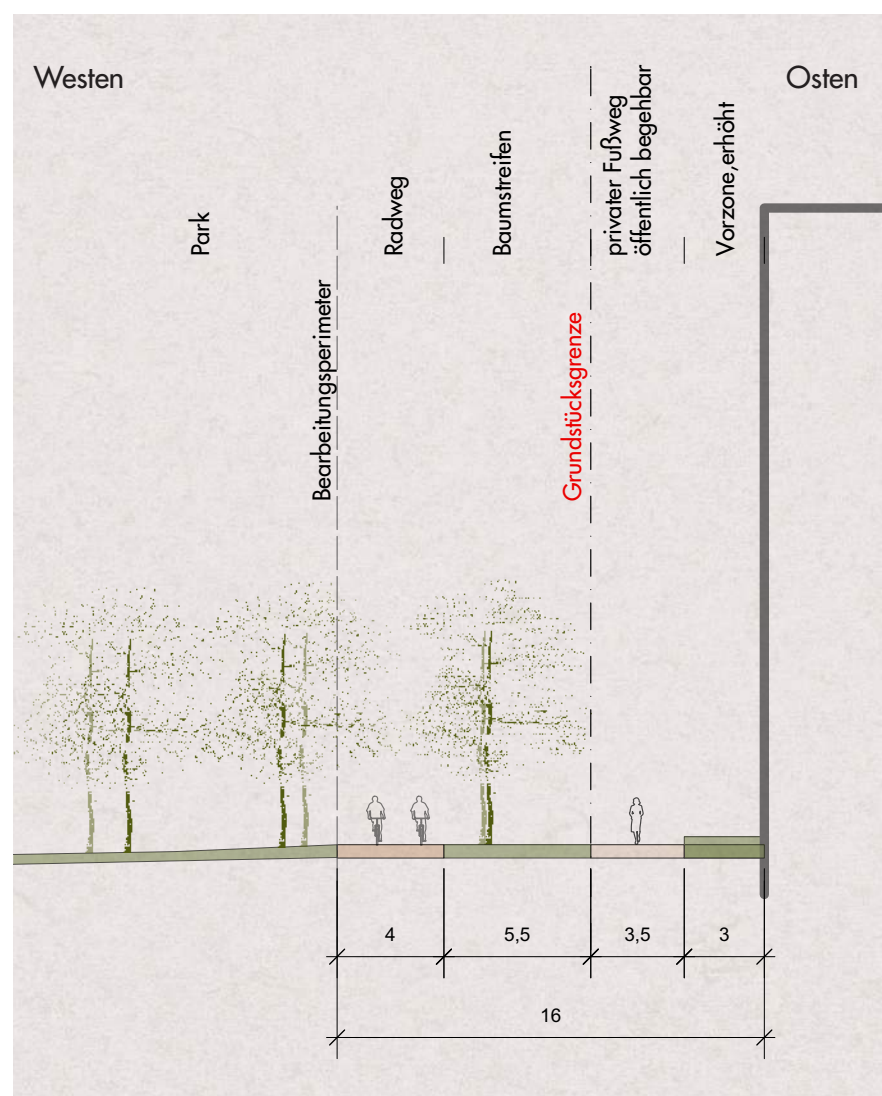 Westen
Osten
Park
Radweg
Baumstreifen
privater Fußweg
öffentlich begehbar
Vorzone,erhöht
Bearbeitungsperimeter
Grundstücksgrenze
4
5,5
3,5
3
16